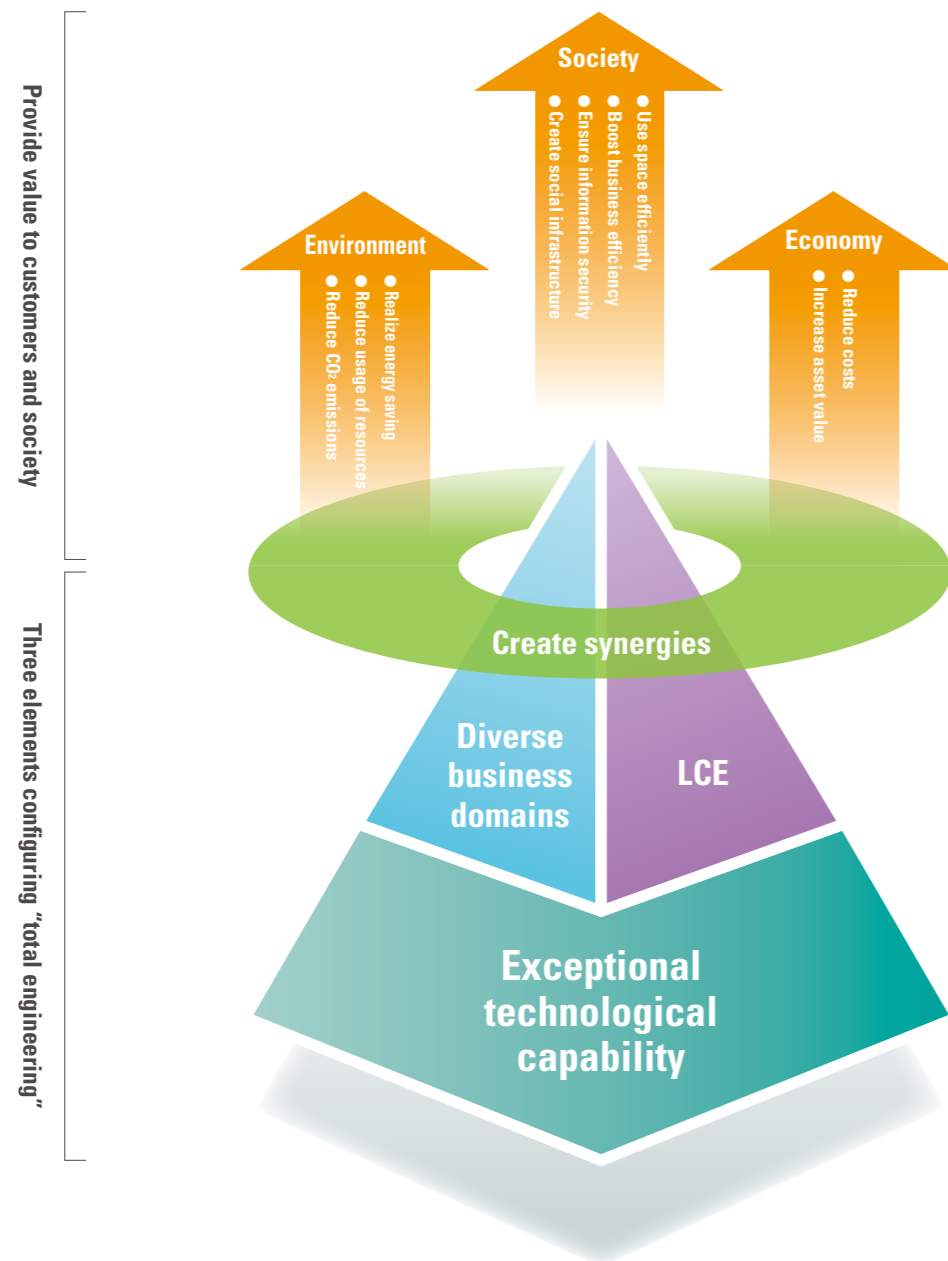 Provide value to customers and society
Society
● Use space efficiently
● Boost business efficiency
● Ensure information security
● Create social infrastructure
Environment
● Realize energy saving
● Reduce usage of resources
● Reduce CO2 emissions
Economy
● Reduce costs
● Increase asset value
Create synergies
Three elements configuring “total engineering”
Diverse
business
domains
LCE
Exceptional
technological
capability